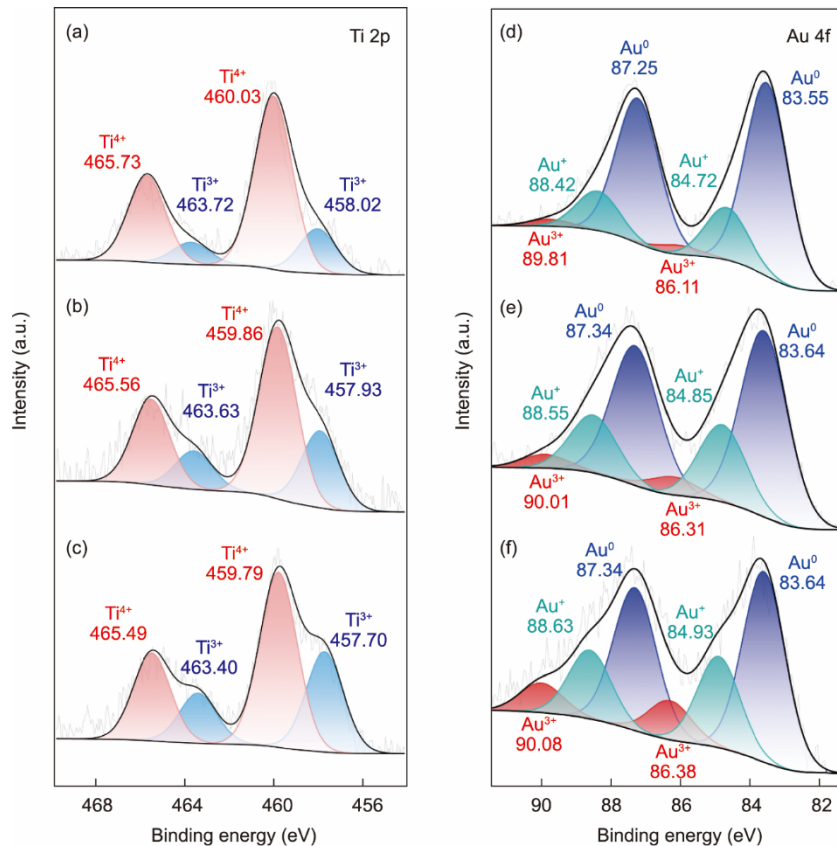 (a)
Ti 2p
Ti⁴⁺
460.03
Ti⁴⁺
465.73
Ti³⁺
463.72
Ti³⁺
458.02
(b)
Ti⁴⁺
459.86
Ti⁴⁺
465.56
Ti³⁺
463.63
Ti³⁺
457.93
(c)
Ti⁴⁺
459.79
Ti⁴⁺
465.49
Ti³⁺
463.40
Ti³⁺
457.70
Intensity (a.u.)
468
464
460
456
Binding energy (eV)
(d)
Au 4f
Au⁰
87.25
Au⁰
83.55
Au⁺
88.42
Au⁺
84.72
Au³⁺
89.81
Au³⁺
86.11
(e)
Au⁰
87.34
Au⁰
83.64
Au⁺
88.55
Au⁺
84.85
Au³⁺
90.01
Au³⁺
86.31
(f)
Au⁰
87.34
Au⁰
83.64
Au⁺
88.63
Au⁺
84.93
Au³⁺
90.08
Au³⁺
86.38
Intensity (a.u.)
90
88
86
84
82
Binding energy (eV)